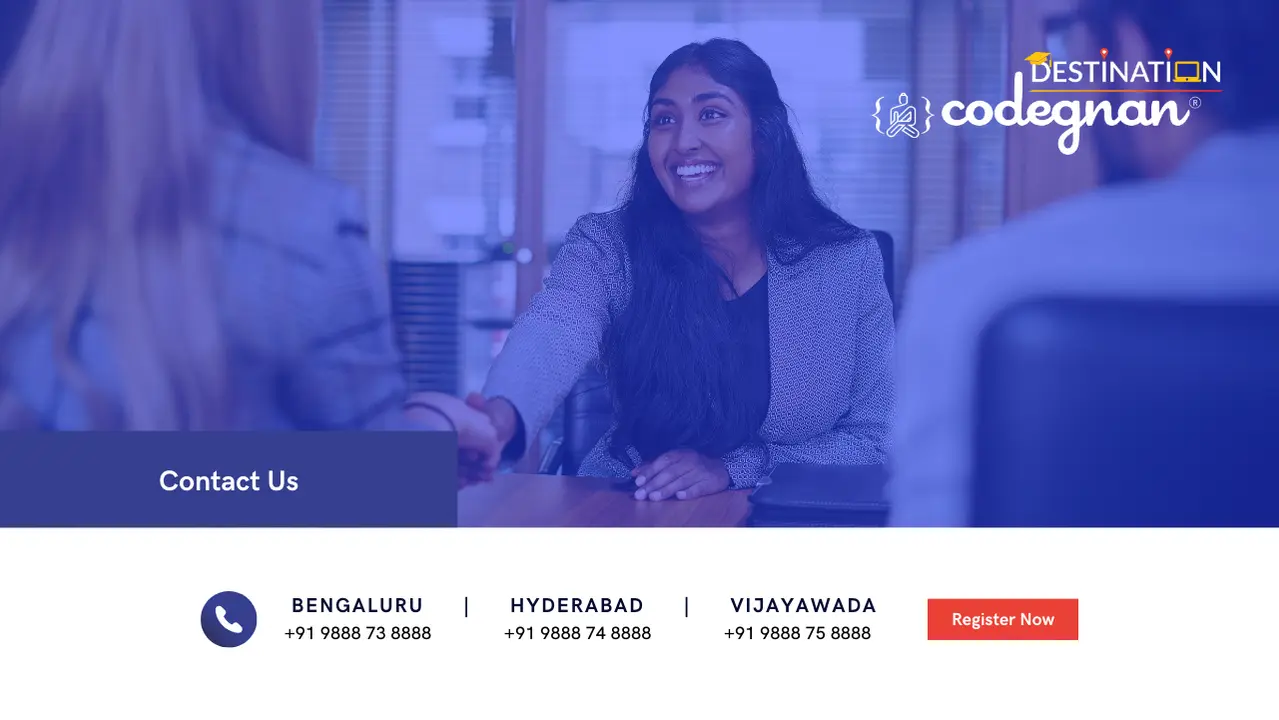 DESTINATION
{ } codegnan®
Contact Us
BENGALURU | HYDERABAD | VIJAYAWADA
+91 9888 73 8888 +91 9888 74 8888 +91 9888 75 8888
Register Now